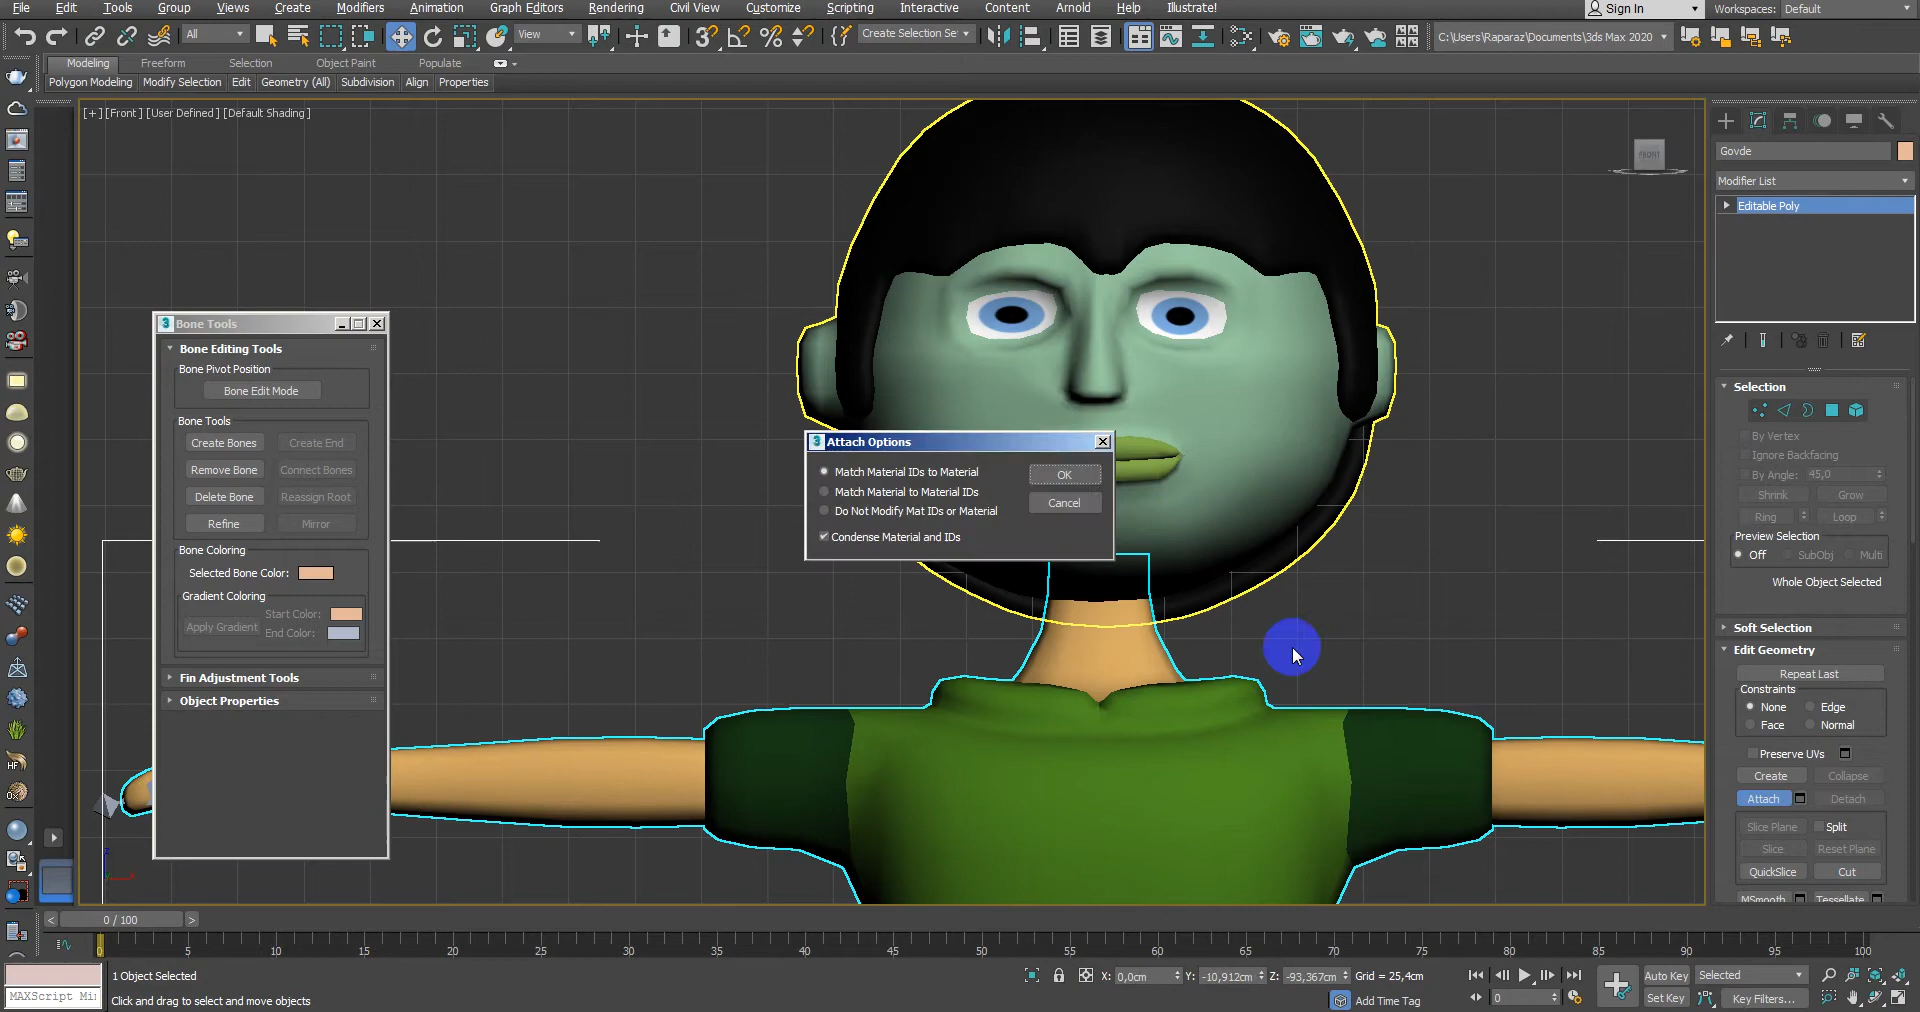 File Edit Tools Group Views Create Modifiers Animation Graph Editors Rendering Civil View Customize Scripting Interactive Content Arnold Help Illustrate! Sign In Workspaces: Default
All View Create Selection Se C:\Users\Raparaz\Documents\3ds Max 2020
Modeling Freeform Selection Object Paint Populate
Polygon Modeling Modify Selection Edit Geometry (All) Subdivision Align Properties
[+] [Front] [User Defined] [Default Shading]
FRONT
Govde
Modifier List
Editable Poly
3 Bone Tools
Bone Editing Tools
Bone Pivot Position
Bone Edit Mode
Bone Tools
Create Bones Create End
Remove Bone Connect Bones
Delete Bone Reassign Root
Refine Mirror
Bone Coloring
Selected Bone Color:
Gradient Coloring
Start Color:
Apply Gradient
End Color:
Fin Adjustment Tools
Object Properties
3 Attach Options
Match Material IDs to Material OK
Match Material to Material IDs Cancel
Do Not Modify Mat IDs or Material
Condense Material and IDs
Selection
By Vertex
Ignore Backfacing
By Angle: 45,0
Shrink Grow
Ring Loop
Preview Selection
Off SubObj Multi
Whole Object Selected
Soft Selection
Edit Geometry
Repeat Last
Constraints
None Edge
Face Normal
Preserve UVs
Create Collapse
Attach Detach
Slice Plane Split
Slice Reset Plane
QuickSlice Cut
MSmooth Tessellate
HF
z
x
< 0 / 100 >
0 5 10 15 20 25 30 35 40 45 50 55 60 65 70 75 80 85 90 95 100
1 Object Selected X: 0,0cm Y: -10,912cm Z: -93,367cm Grid = 25,4cm Auto Key Selected
MAXScript Mi Click and drag to select and move objects Add Time Tag 0 Set Key Key Filters...